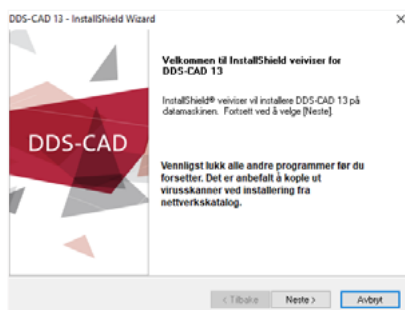 DDS-CAD 13 - InstallShield Wizard
Velkommen til InstallShield veiviser for
DDS-CAD 13
InstallShield® veiviser vil installere DDS-CAD 13 på
datamaskinen. Fortsett ved å velge [Neste].
DDS-CAD
Vennligst lukk alle andre programmer før du
forsetter. Det er anbefalt å kople ut
virusskanner ved installering fra
nettverkskatalog.
< Tilbake
Neste >
Avbryt